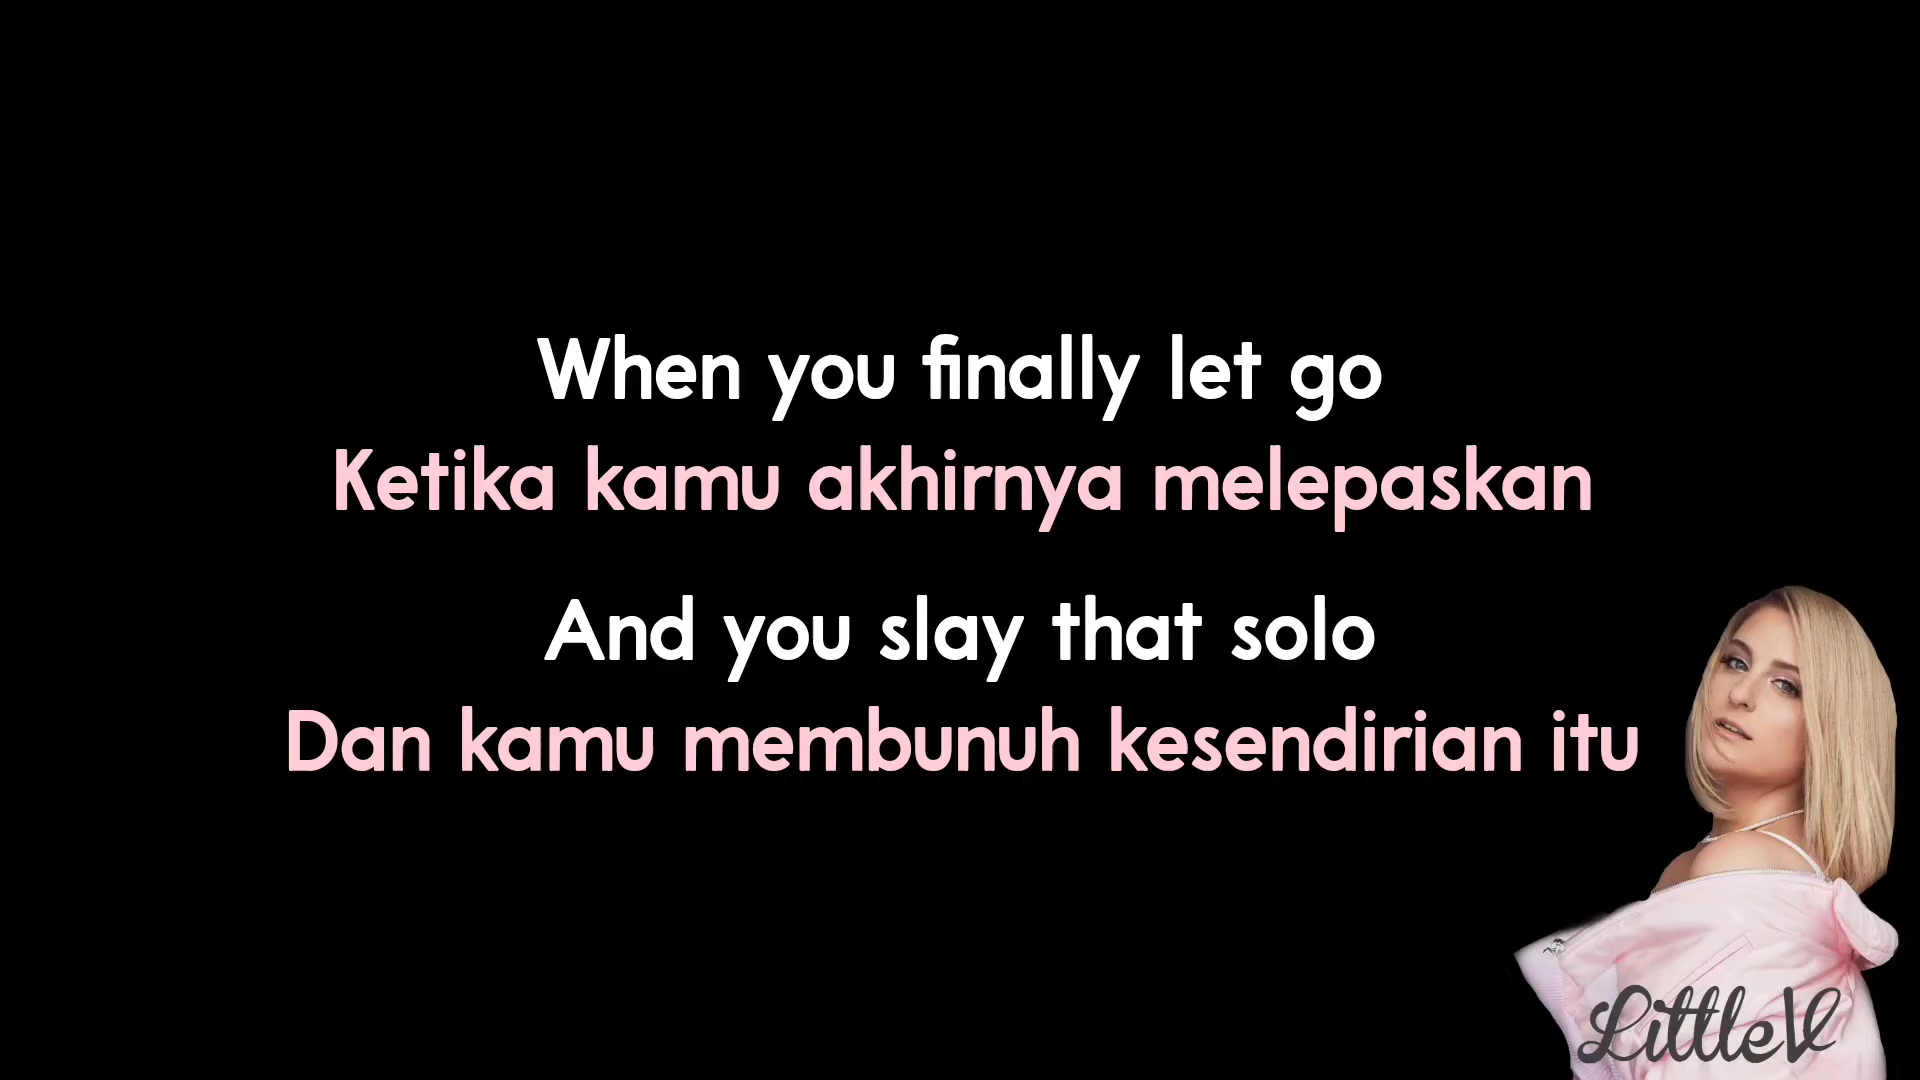 When you finally let go
Ketika kamu akhirnya melepaskan
And you slay that solo
Dan kamu membunuh kesendirian itu
LittleV